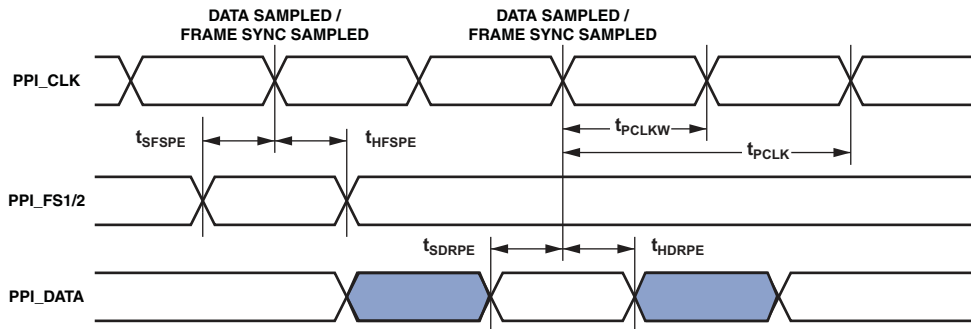 DATA SAMPLED /
FRAME SYNC SAMPLED
DATA SAMPLED /
FRAME SYNC SAMPLED
PPI_CLK
tSFSPE
tHFSPE
tPCLKW
tPCLK
PPI_FS1/2
tSDRPE
tHDRPE
PPI_DATA